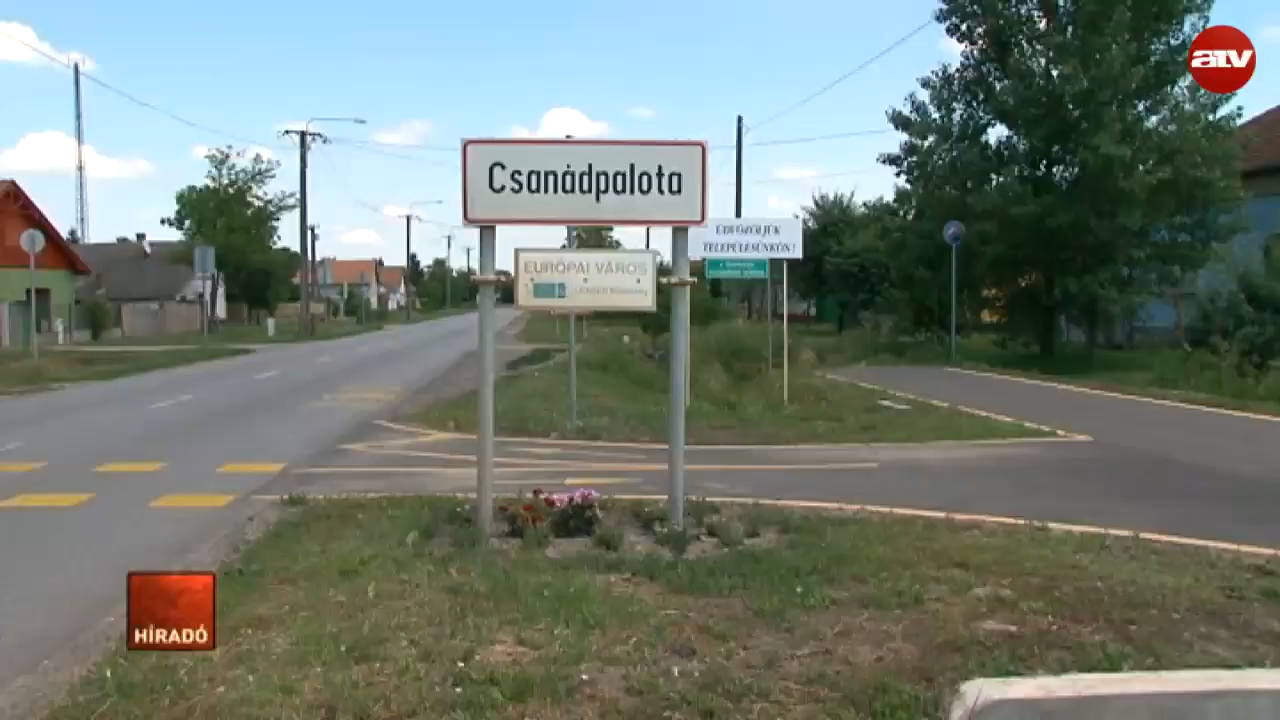 atv
Csanádpalota
ÜDVÖZÖLJÜK
TELEPÜLÉSÜNKÖN!
EURÓPAI VÁROS
HÍRADÓ